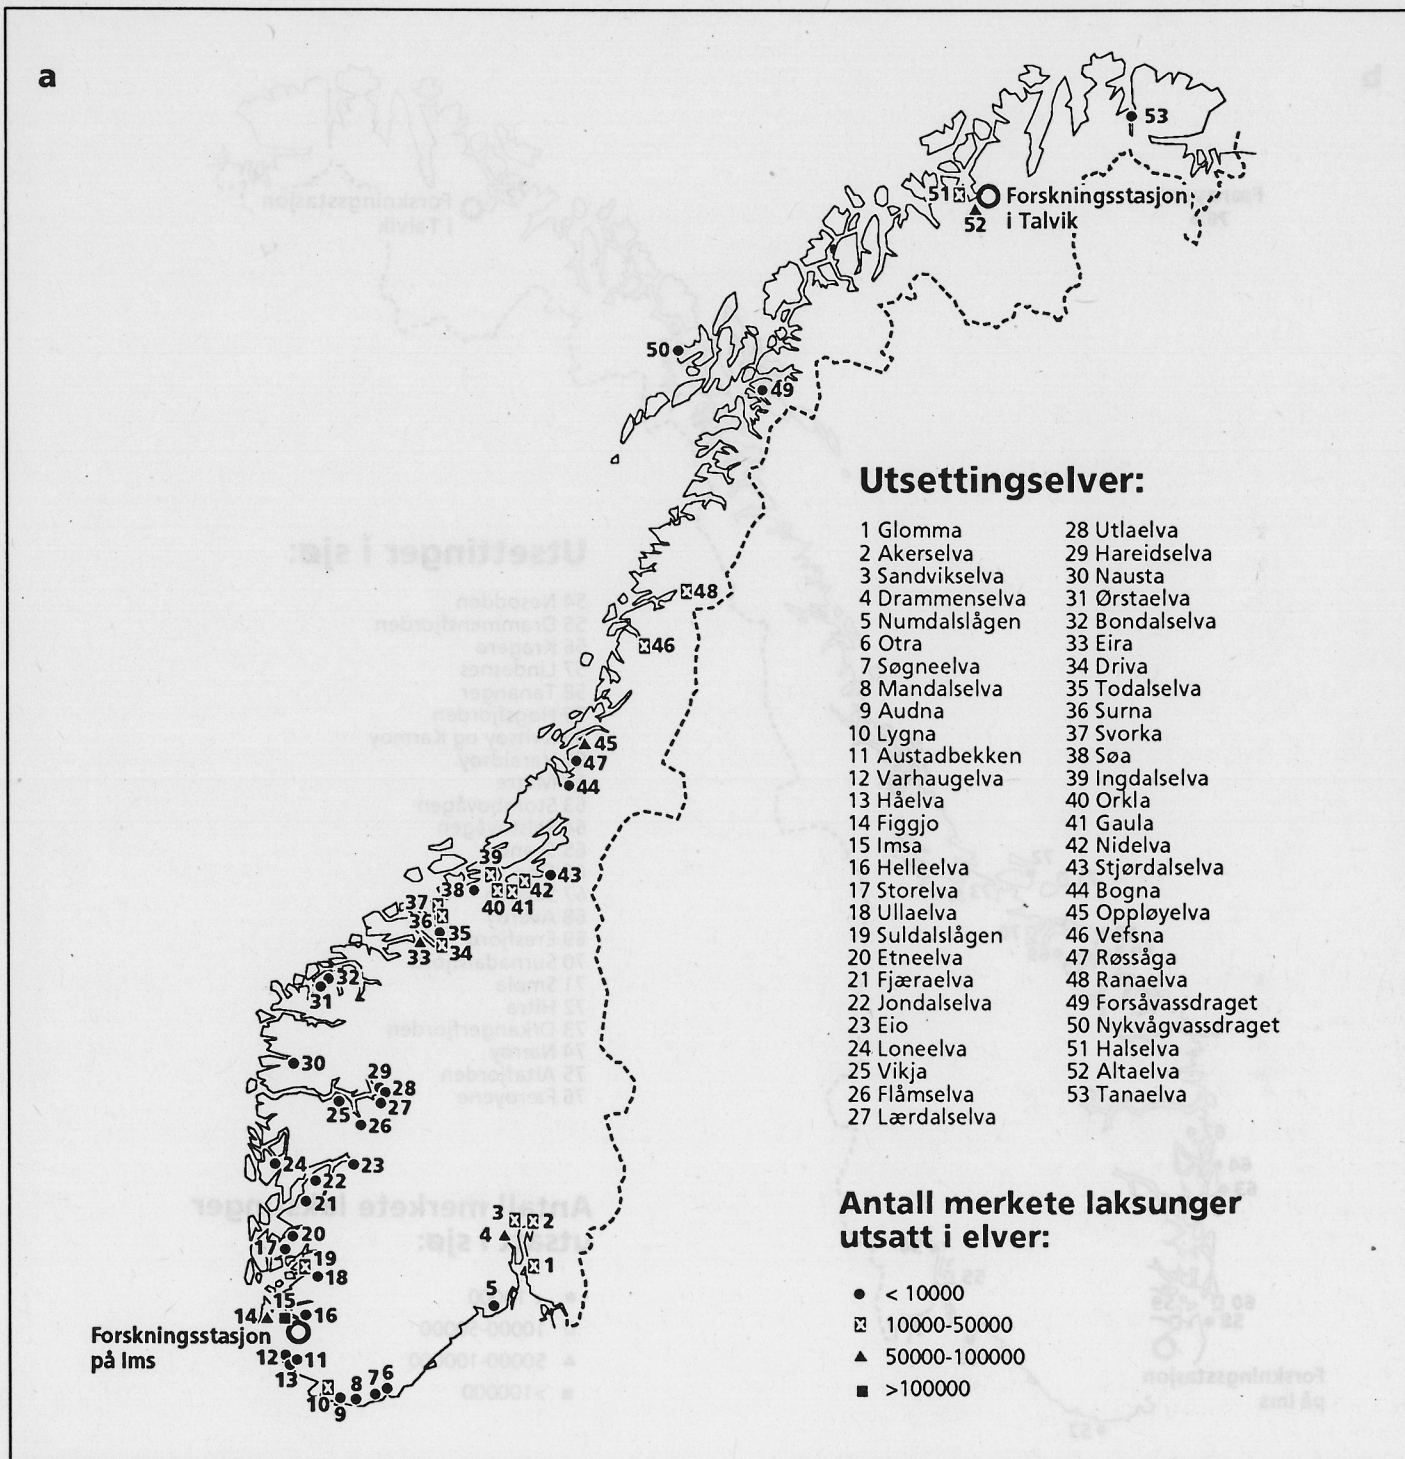 a
53
51
Forskningsstasjon
i Talvik
52
50
49
Utsettingselver:
1 Glomma
2 Akerselva
3 Sandvikselva
4 Drammenselva
5 Numdalslågen
6 Otra
7 Søgneelva
8 Mandalselva
9 Audna
10 Lygna
11 Austadbekken
12 Varhaugelva
13 Håelva
14 Figgjo
15 Imsa
16 Helleelva
17 Storelva
18 Ullaelva
19 Suldalslågen
20 Etneelva
21 Fjæraelva
22 Jondalselva
23 Eio
24 Loneelva
25 Vikja
26 Flåmselva
27 Lærdalselva
28 Utlaelva
29 Hareidselva
30 Nausta
31 Ørstaelva
32 Bondalselva
33 Eira
34 Driva
35 Todalselva
36 Surna
37 Svorka
38 Søa
39 Ingdalselva
40 Orkla
41 Gaula
42 Nidelva
43 Stjørdalselva
44 Bogna
45 Oppløyelva
46 Vefsna
47 Røssåga
48 Ranaelva
49 Forsåvassdraget
50 Nykvågvassdraget
51 Halselva
52 Altaelva
53 Tanaelva
48
46
45
47
44
39
43
38
42
40
41
37
36
35
33
34
32
31
30
29
28
25
27
26
24
23
22
21
3
2
4
20
17
19
1
18
5
15
14
16
Forskningsstasjon
på Ims
12
11
13
10
9
8
7
6
Antall merkete laksunger
utsatt i elver:
< 10000
10000-50000
50000-100000
>100000